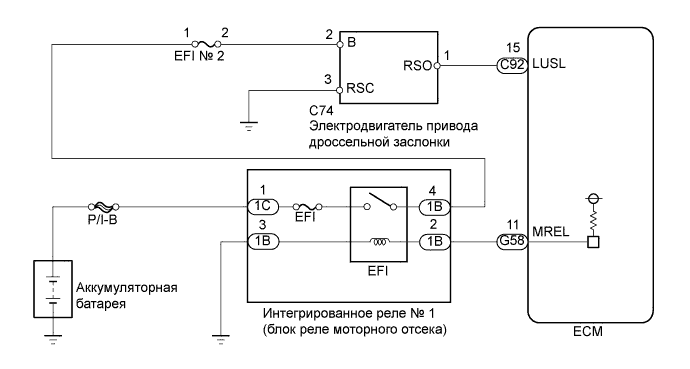 1 2
EFI № 2
2 B
3 RSC
RSO 1
15
C92 LUSL
C74
Электродвигатель привода
дроссельной заслонки
P/I-B
1
1C
EFI
4
1B
3
1B
2
1B
EFI
11
G58 MREL
Аккумуляторная
батарея
Интегрированное реле № 1
(блок реле моторного отсека)
ECM